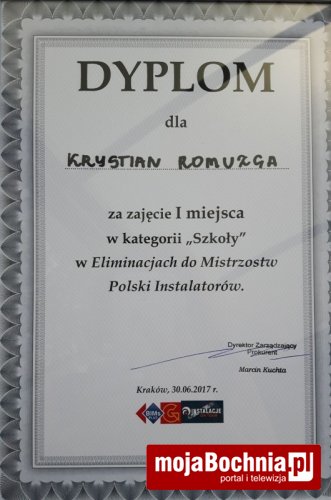 DYPLOM
dla
KRYSTIAN ROMUZGA
za zajęcie I miejsca
w kategorii „Szkoły”
w Eliminacjach do Mistrzostw
Polski Instalatorów.
Dyrektor Zarządzający
Prokurent
Marcin Kuchta
Kraków, 30.06.2017 r.
BIMs
G
INSTALACJE
mojaBochnia.pl
portal i telewizja